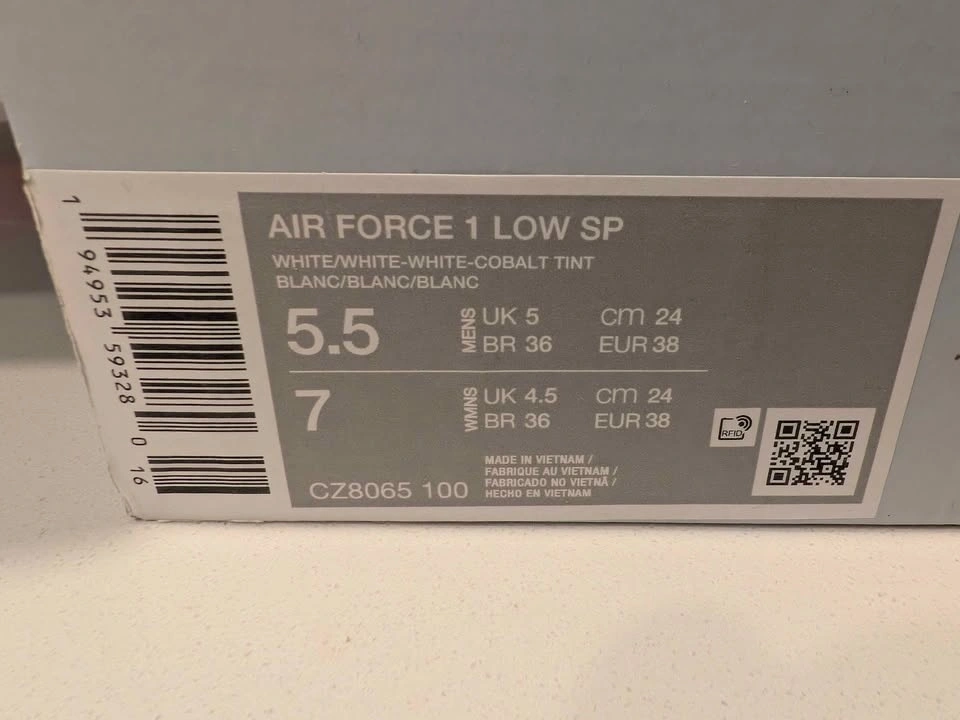 AIR FORCE 1 LOW SP
WHITE/WHITE-WHITE-COBALT TINT
BLANC/BLANC/BLANC
5.5 MENS UK 5 cm 24
BR 36 EUR 38
7 WMNS UK 4.5 cm 24
BR 36 EUR 38
MADE IN VIETNAM /
FABRIQUE AU VIETNAM /
FABRICADO NO VIETNÃ /
HECHO EN VIETNAM
CZ8065 100
RFID
1 94953 59328 0 16